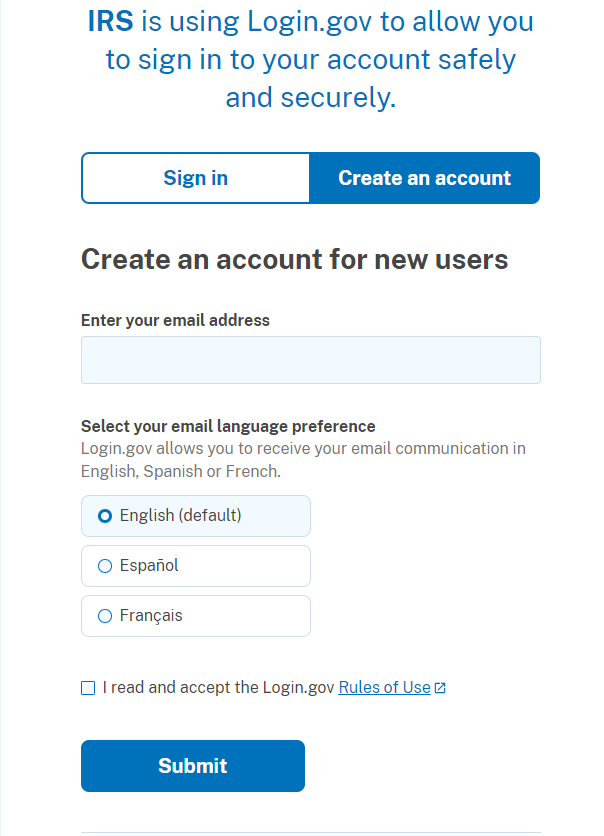 IRS is using Login.gov to allow you
to sign in to your account safely
and securely.
Sign in
Create an account
Create an account for new users
Enter your email address
Select your email language preference
Login.gov allows you to receive your email communication in
English, Spanish or French.
English (default)
Español
Français
I read and accept the Login.gov Rules of Use
Submit